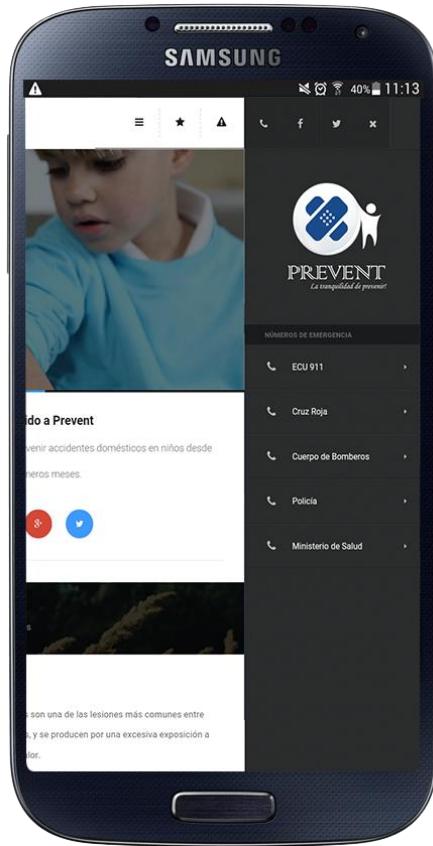 SAMSUNG
40% 11:13
PREVENT
La tranquilidad de prevenir!
NÚMEROS DE EMERGENCIA
ECU 911
Cruz Roja
Cuerpo de Bomberos
Policía
Ministerio de Salud
ido a Prevent
venir accidentes domésticos en niños desde
meros meses.
s
s son una de las lesiones más comunes entre
s, y se producen por una excesiva exposición a
alor.